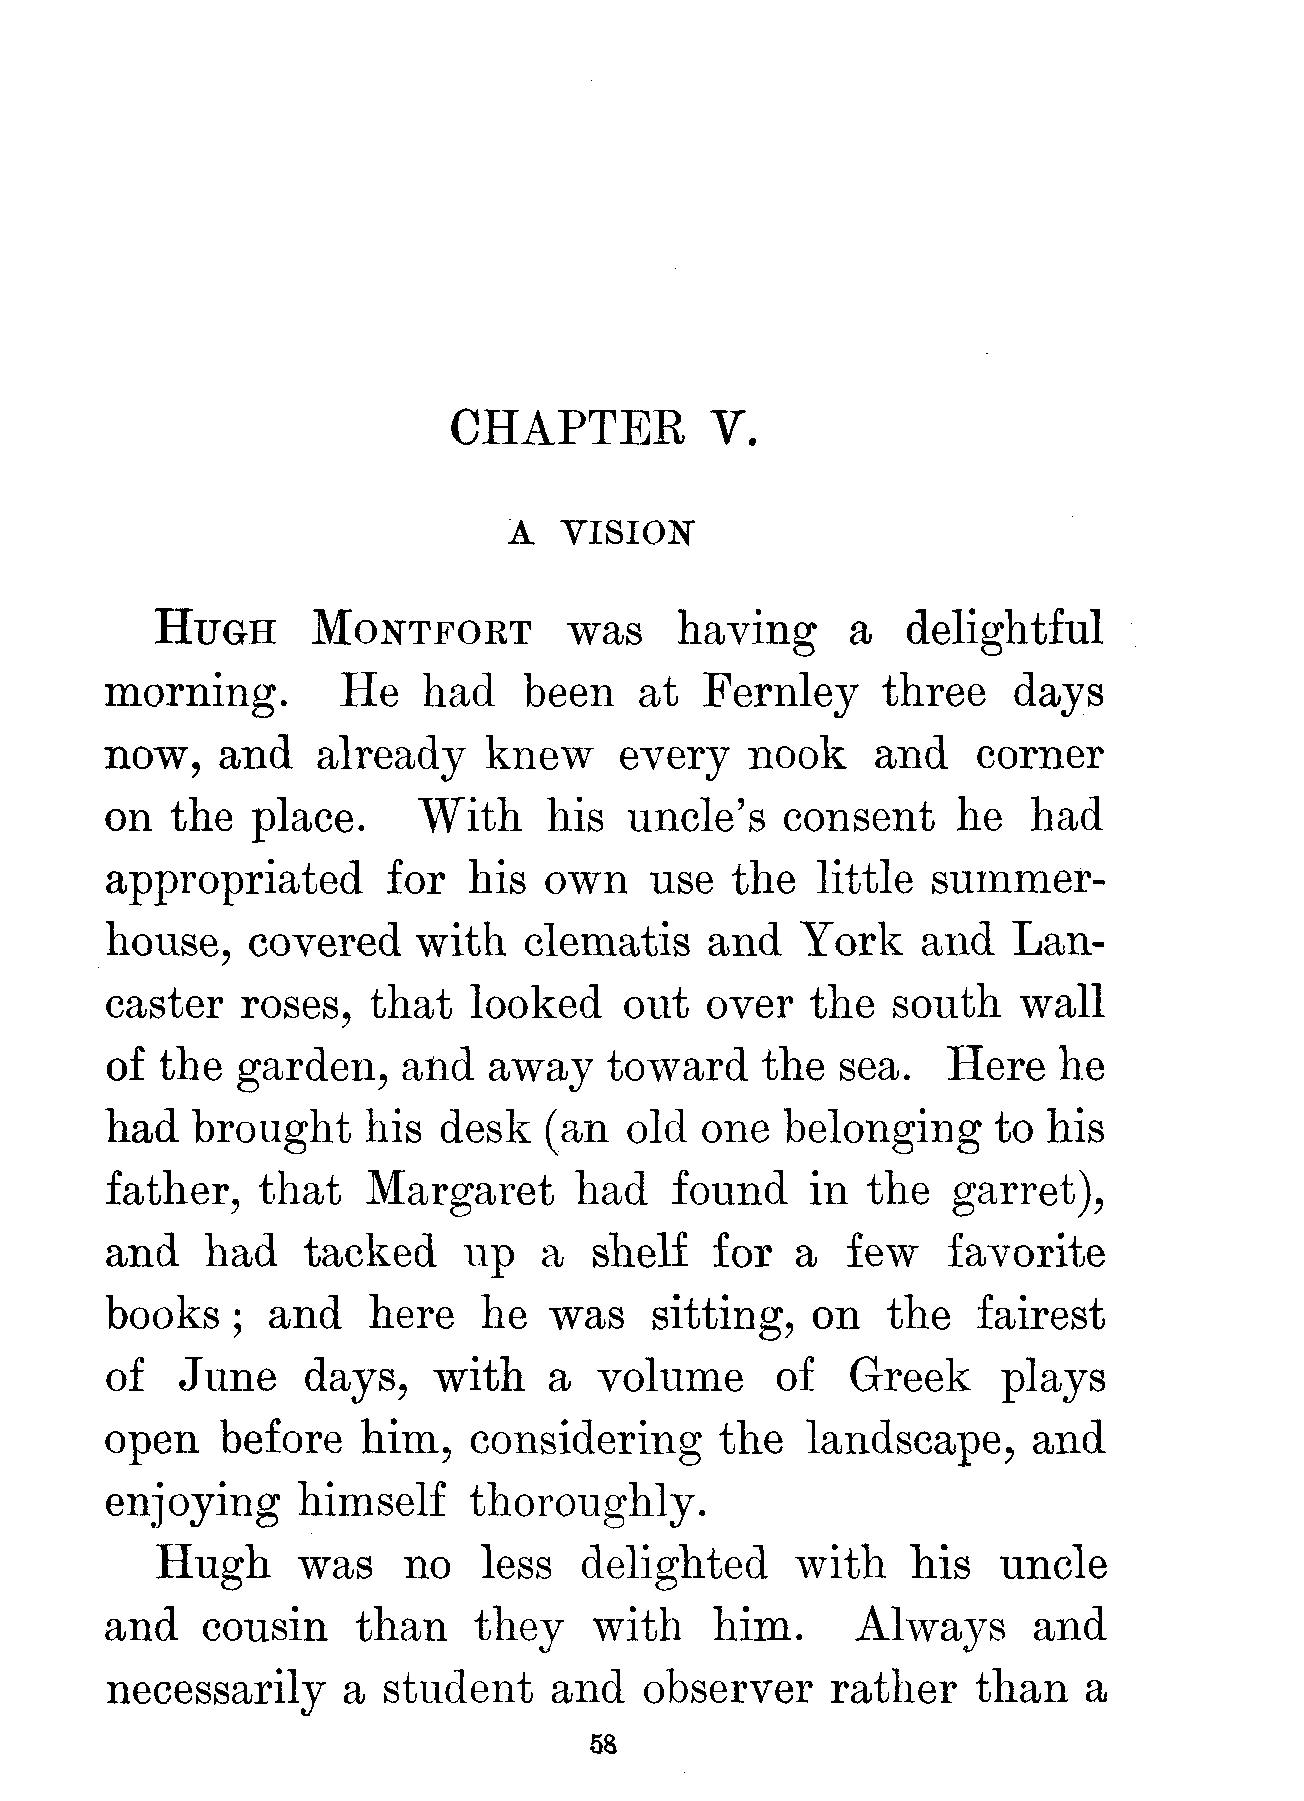 CHAPTER V.
A VISION
HUGH MONTFORT was having a delightful
morning. He had been at Fernley three days
now, and already knew every nook and corner
on the place. With his uncle's consent he had
appropriated for his own use the little summer-
house, covered with clematis and York and Lan-
caster roses, that looked out over the south wall
of the garden, and away toward the sea. Here he
had brought his desk (an old one belonging to his
father, that Margaret had found in the garret),
and had tacked up a shelf for a few favorite
books; and here he was sitting, on the fairest
of June days, with a volume of Greek plays
open before him, considering the landscape, and
enjoying himself thoroughly.
Hugh was no less delighted with his uncle
and cousin than they with him. Always and
necessarily a student and observer rather than a
58